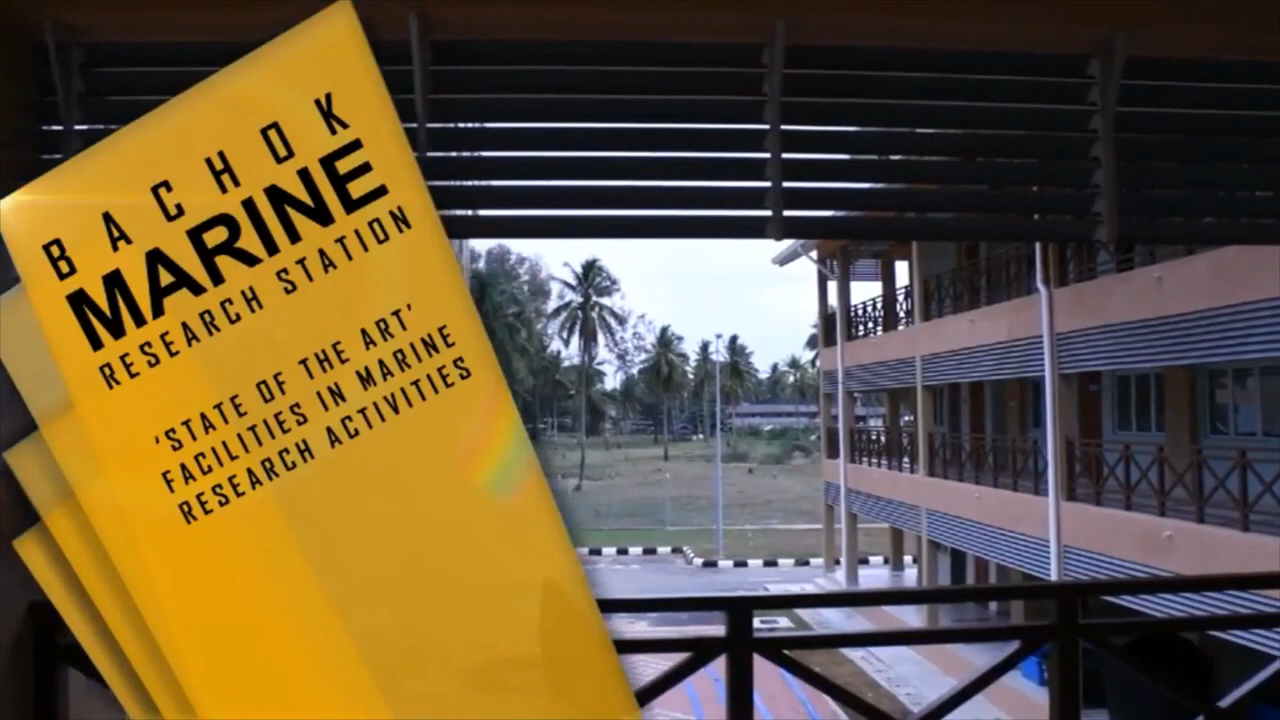 BACHOK
MARINE
RESEARCH STATION
'STATE OF THE ART'
FACILITIES IN MARINE
RESEARCH ACTIVITIES